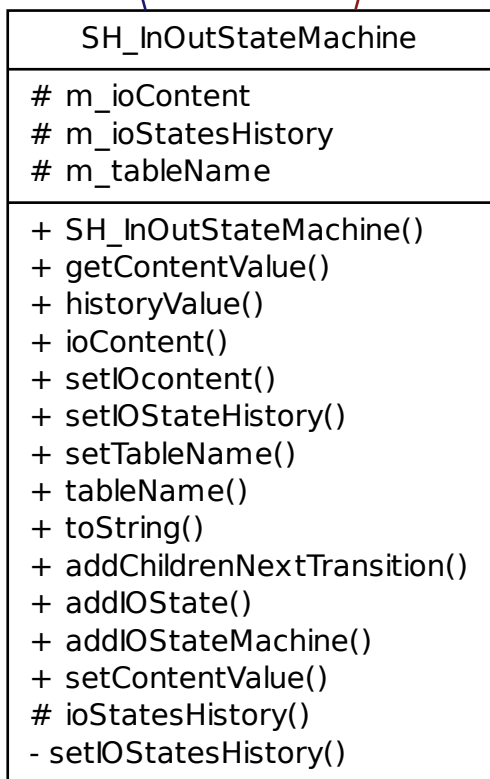 SH_InOutStateMachine
# m_ioContent
# m_ioStatesHistory
# m_tableName
+ SH_InOutStateMachine()
+ getContentValue()
+ historyValue()
+ ioContent()
+ setIOcontent()
+ setIOStateHistory()
+ setTableName()
+ tableName()
+ toString()
+ addChildrenNextTransition()
+ addIOState()
+ addIOStateMachine()
+ setContentValue()
# ioStatesHistory()
- setIOStatesHistory()